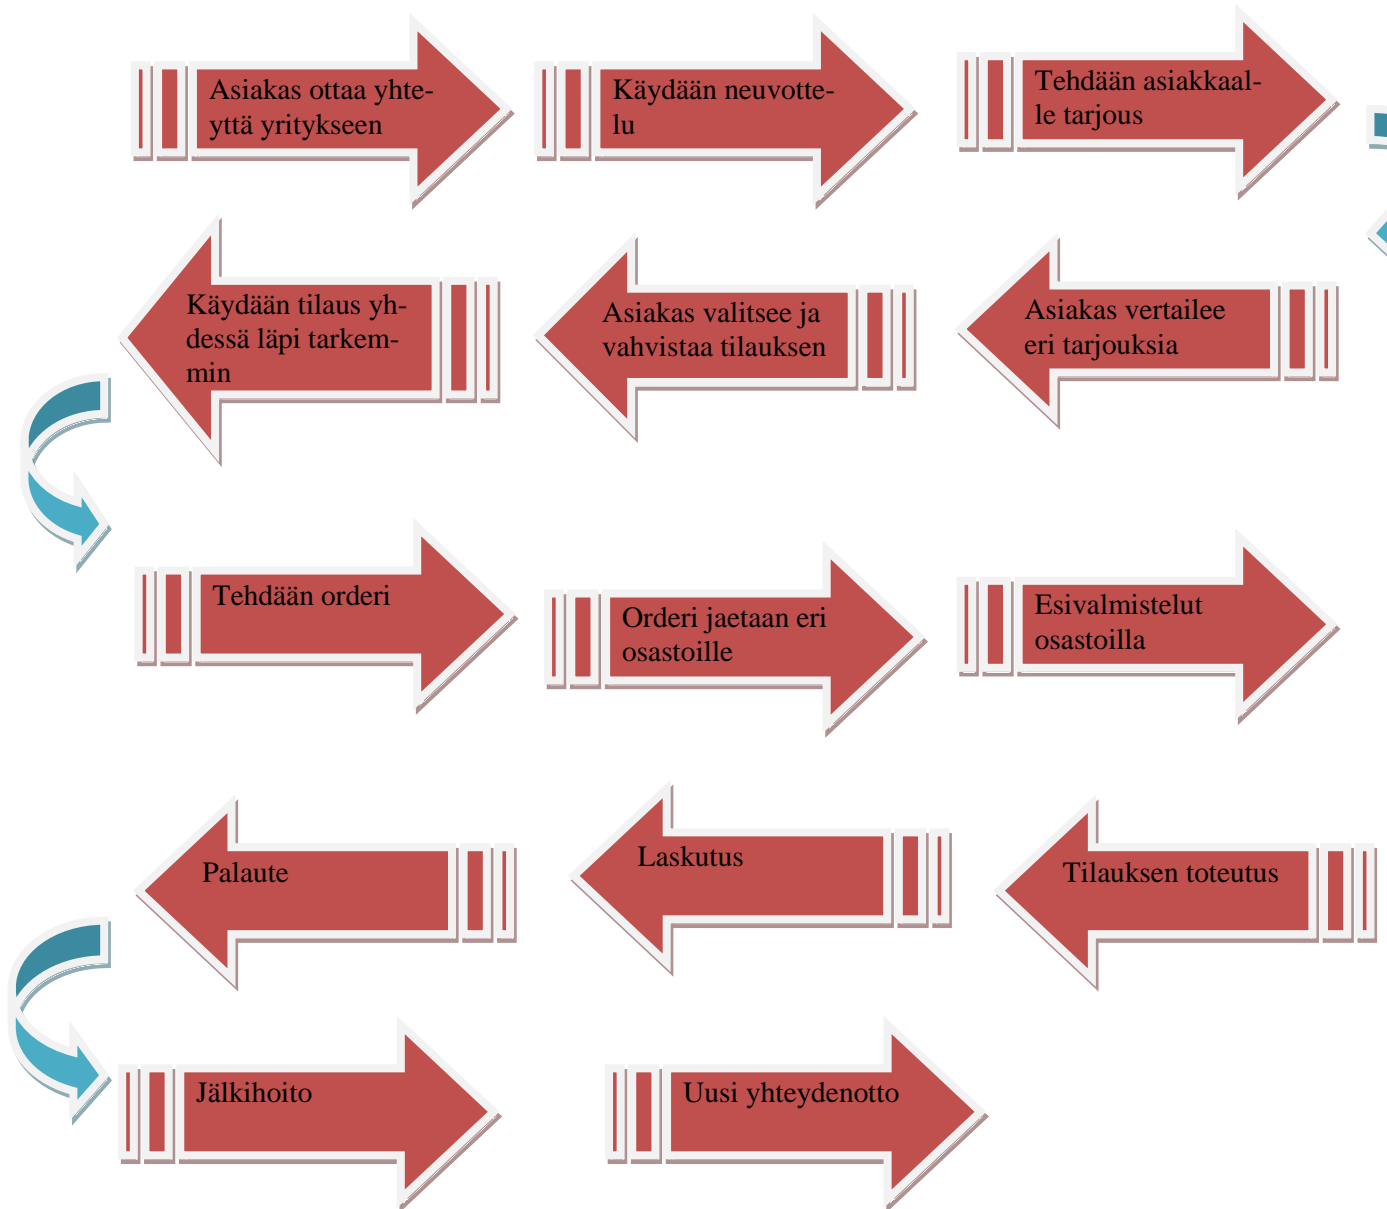 Asiakas ottaa yhte-
yttä yritykseen
Käydään neuvotte-
lu
Tehdään asiakkaal-
le tarjous
Asiakas vertailee
eri tarjouksia
Asiakas valitsee ja
vahvistaa tilauksen
Käydään tilaus yh-
dessä läpi tarkem-
min
Tehdään orderi
Orderi jaetaan eri
osastoille
Esivalmistelut
osastoilla
Tilauksen toteutus
Laskutus
Palaute
Jälkihoito
Uusi yhteydenotto